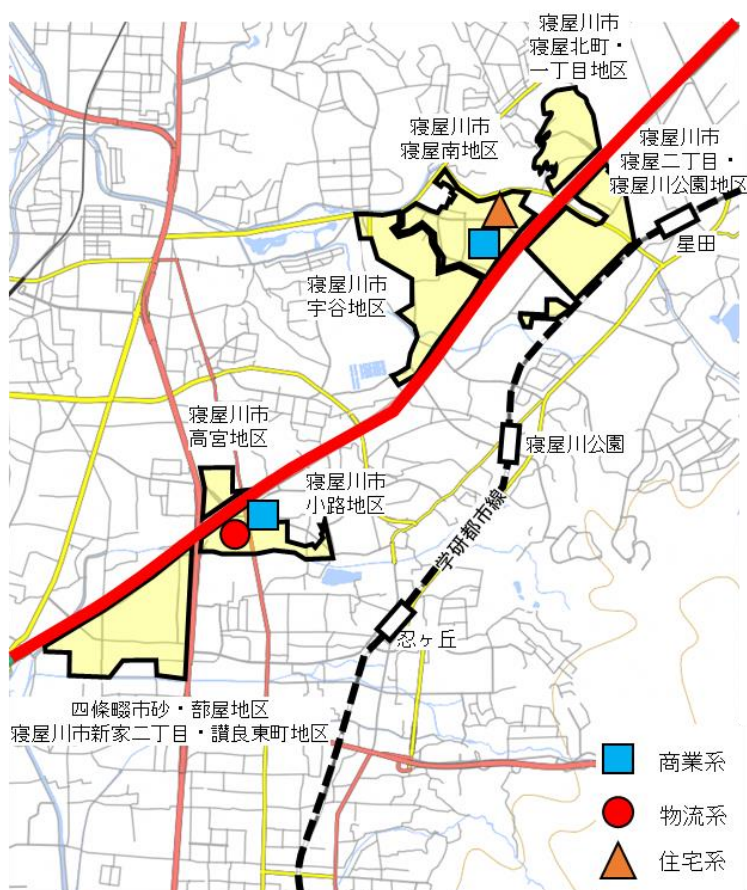 寝屋川市
寝屋北町・
一丁目地区
寝屋川市
寝屋南地区
寝屋川市
寝屋二丁目・
寝屋川公園地区
星田
寝屋川市
宇谷地区
寝屋川市
高宮地区
寝屋川公園
寝屋川市
小路地区
学研都市線
忍ヶ丘
四條畷市砂・蔀屋地区
寝屋川市新家二丁目・讃良東町地区
商業系
物流系
住宅系